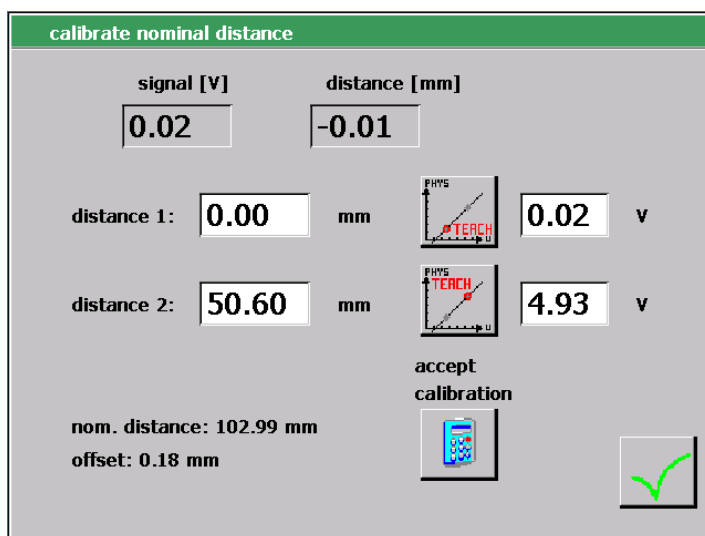 calibrate nominal distance
signal [V] distance [mm]
0.02 -0.01
distance 1: 0.00 mm PHYS TEACH U 0.02 V
distance 2: 50.60 mm PHYS TEACH U 4.93 V
accept
calibration
nom. distance: 102.99 mm
offset: 0.18 mm